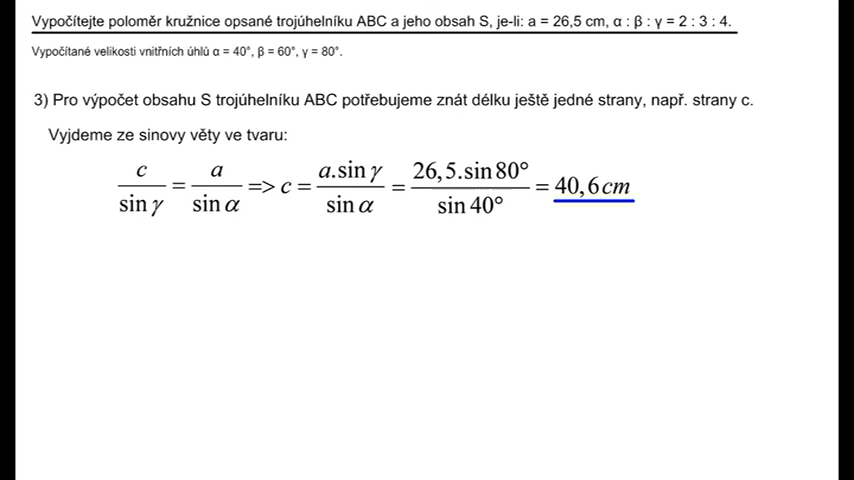 Vypočítejte poloměr kružnice opsané trojúhelníku ABC a jeho obsah S, je-li: a = 26,5 cm, α : β : γ = 2 : 3 : 4.
Vypočítané velikosti vnitřních úhlů α = 40°, β = 60°, γ = 80°.
3) Pro výpočet obsahu S trojúhelníku ABC potřebujeme znát délku ještě jedné strany, např. strany c.
Vyjdeme ze sinovy věty ve tvaru:
c / sin γ = a / sin α => c = a.sin γ / sin α = 26,5.sin 80° / sin 40° = 40,6 cm